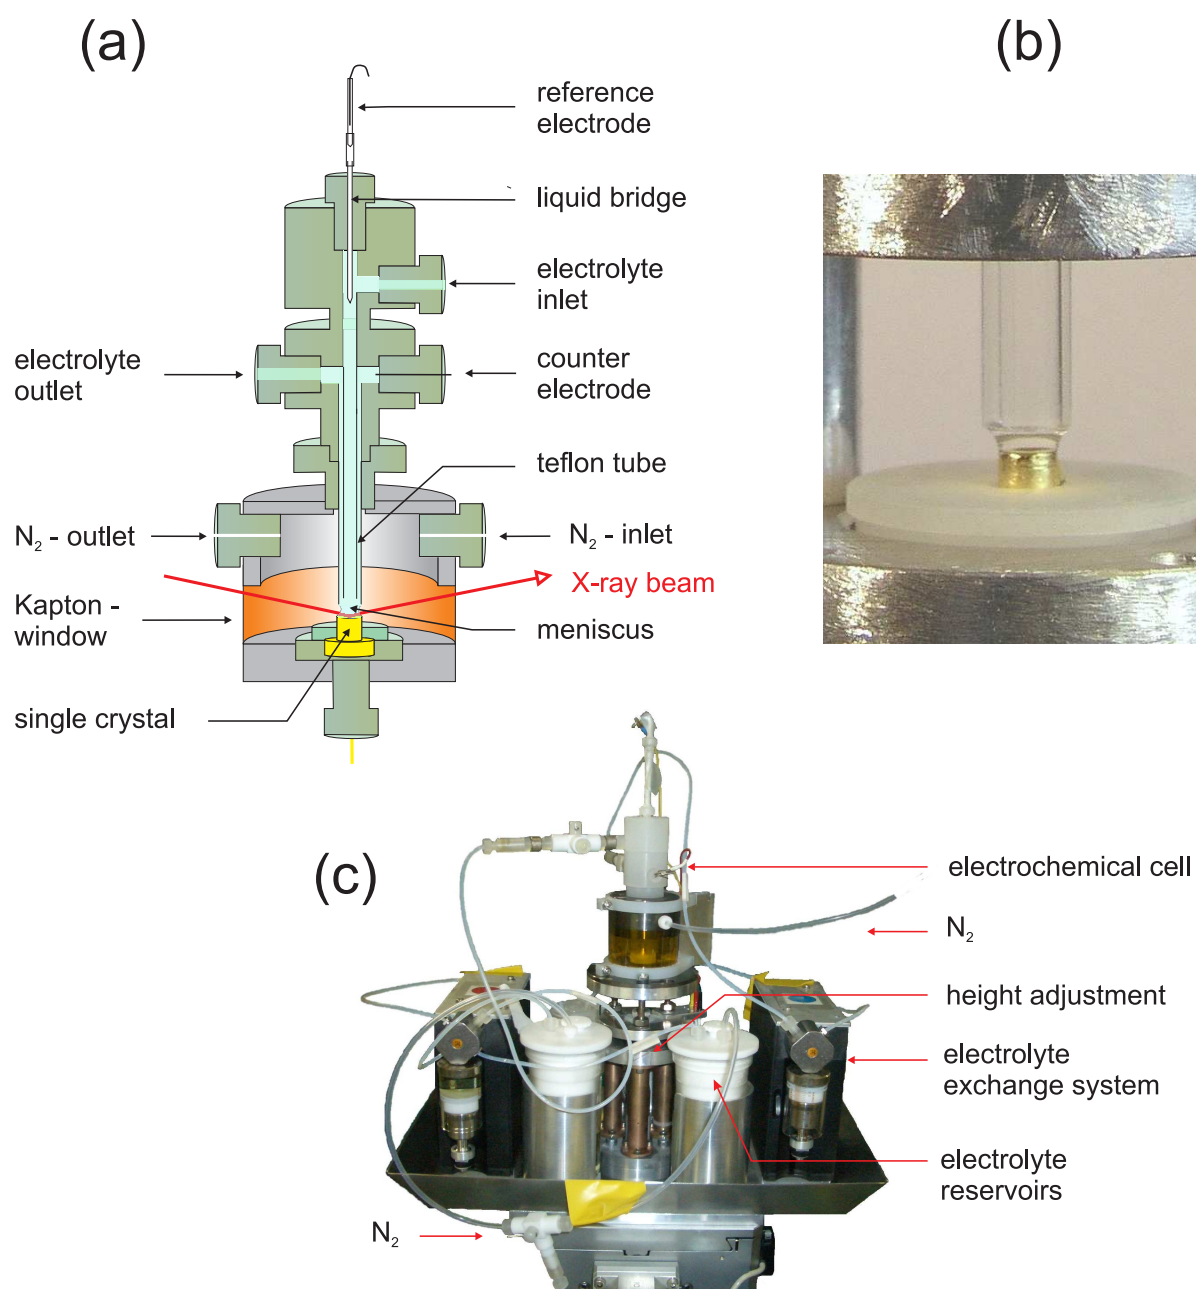 (a)
(b)
reference
electrode
liquid bridge
electrolyte
inlet
electrolyte
outlet
counter
electrode
teflon tube
N₂ - outlet
N₂ - inlet
X-ray beam
Kapton -
window
meniscus
single crystal
(c)
electrochemical cell
N₂
height adjustment
electrolyte
exchange system
electrolyte
reservoirs
N₂